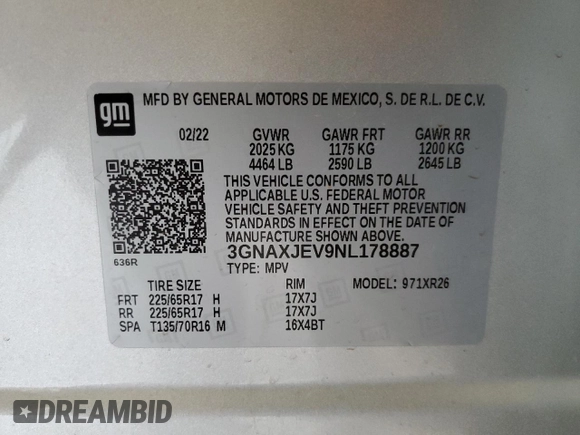 gm
MFD BY GENERAL MOTORS DE MEXICO, S. DE R.L. DE C.V.
02/22 GVWR GAWR FRT GAWR RR
2025 KG 1175 KG 1200 KG
4464 LB 2590 LB 2645 LB
THIS VEHICLE CONFORMS TO ALL
APPLICABLE U.S. FEDERAL MOTOR
VEHICLE SAFETY AND THEFT PREVENTION
STANDARDS IN EFFECT ON THE DATE OF
MANUFACTURE SHOWN ABOVE.
636R
3GNAXJEV9NL178887
TYPE: MPV MODEL: 971XR26
TIRE SIZE RIM
FRT 225/65R17 H 17X7J
RR 225/65R17 H 17X7J
SPA T135/70R16 M 16X4BT
DREAMBID